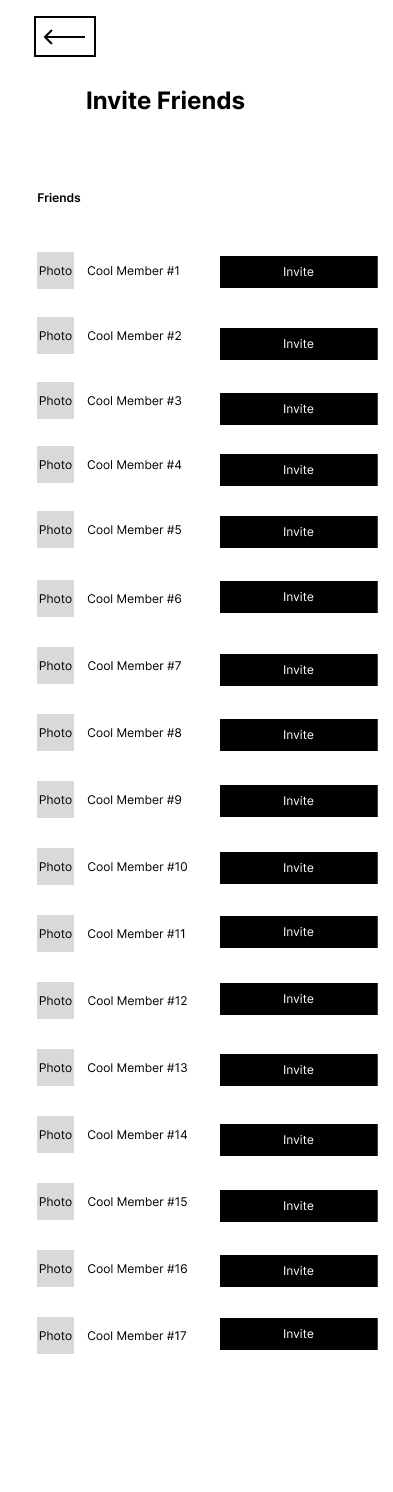 Invite Friends
Friends
Photo Cool Member #1 Invite
Photo Cool Member #2 Invite
Photo Cool Member #3 Invite
Photo Cool Member #4 Invite
Photo Cool Member #5 Invite
Photo Cool Member #6 Invite
Photo Cool Member #7 Invite
Photo Cool Member #8 Invite
Photo Cool Member #9 Invite
Photo Cool Member #10 Invite
Photo Cool Member #11 Invite
Photo Cool Member #12 Invite
Photo Cool Member #13 Invite
Photo Cool Member #14 Invite
Photo Cool Member #15 Invite
Photo Cool Member #16 Invite
Photo Cool Member #17 Invite